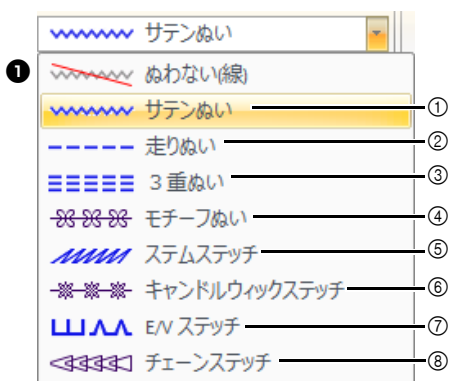 サテンぬい
❶ ぬわない(線)
サテンぬい ①
走りぬい ②
３重ぬい ③
モチーフぬい ④
ステムステッチ ⑤
キャンドルウィックステッチ ⑥
E/V ステッチ ⑦
チェーンステッチ ⑧